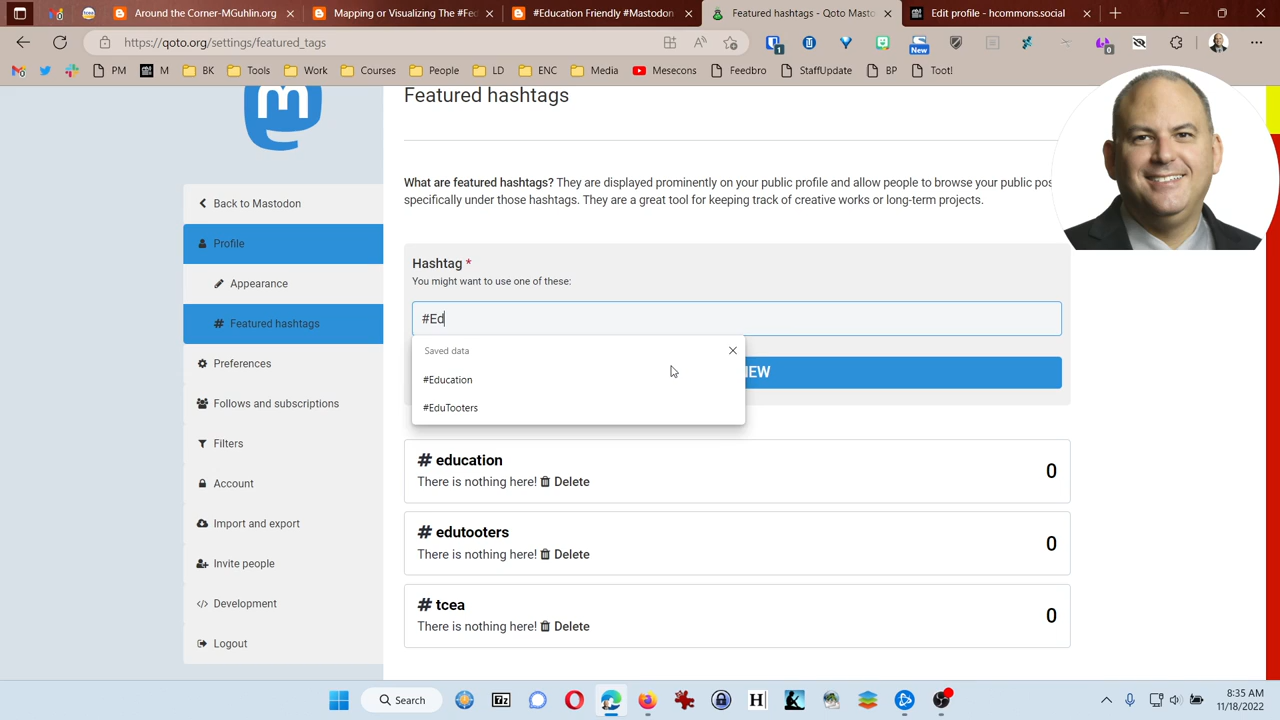 Around the Corner-MGuhlin.org
Mapping or Visualizing The #Fed
#Education Friendly #Mastodon
Featured hashtags - Qoto Masto
Edit profile - hcommons.social
https://qoto.org/settings/featured_tags
1
New
0
PM
M
BK
Tools
Work
Courses
People
LD
ENC
Media
Mesecons
Feedbro
StaffUpdate
BP
Toot!
Featured hashtags
What are featured hashtags? They are displayed prominently on your public profile and allow people to browse your public pos
specifically under those hashtags. They are a great tool for keeping track of creative works or long-term projects.
Back to Mastodon
Profile
Appearance
# Featured hashtags
Preferences
Follows and subscriptions
Filters
Account
Import and export
Invite people
</> Development
Logout
Hashtag *
You might want to use one of these:
#Ed
Saved data
#Education
#EduTooters
EW
# education
There is nothing here! Delete
0
# edutooters
There is nothing here! Delete
0
# tcea
There is nothing here! Delete
0
Search
7z
H
8:35 AM
11/18/2022